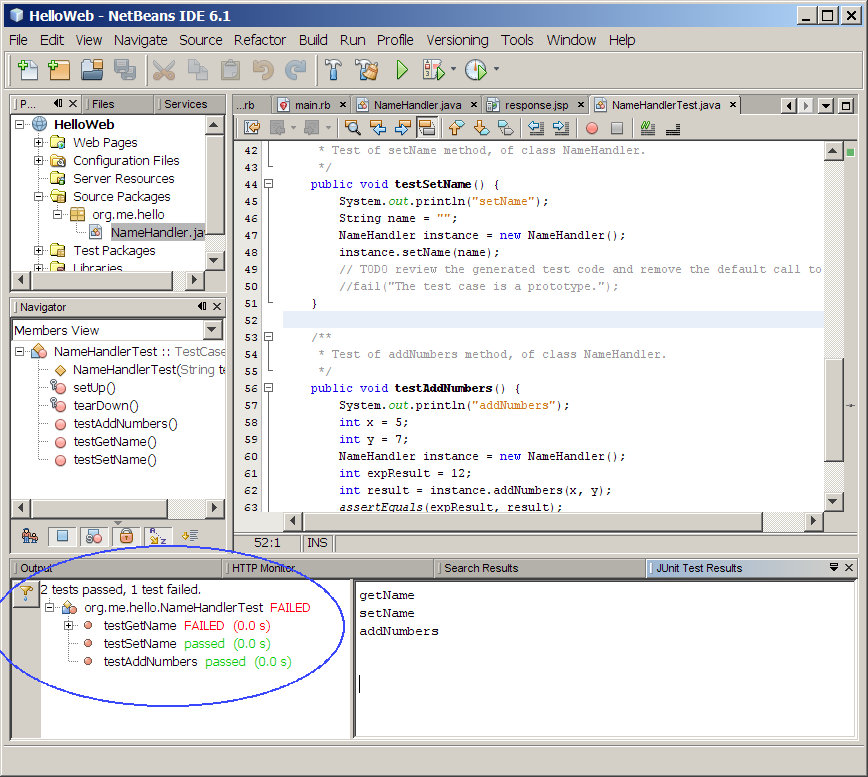 HelloWeb - NetBeans IDE 6.1
File Edit View Navigate Source Refactor Build Run Profile Versioning Tools Window Help
P... Files Services
HelloWeb
Web Pages
Configuration Files
Server Resources
Source Packages
org.me.hello
NameHandler.ja
Test Packages
Libraries
Navigator
Members View
NameHandlerTest :: TestCase
NameHandlerTest(String te
setUp()
tearDown()
testAddNumbers()
testGetName()
testSetName()
...rb main.rb NameHandler.java response.jsp NameHandlerTest.java
42 * Test of setName method, of class NameHandler.
43 */
44 public void testSetName() {
45 System.out.println("setName");
46 String name = "";
47 NameHandler instance = new NameHandler();
48 instance.setName(name);
49 // TODO review the generated test code and remove the default call to
50 //fail("The test case is a prototype.");
51 }
52
53 /**
54 * Test of addNumbers method, of class NameHandler.
55 */
56 public void testAddNumbers() {
57 System.out.println("addNumbers");
58 int x = 5;
59 int y = 7;
60 NameHandler instance = new NameHandler();
61 int expResult = 12;
62 int result = instance.addNumbers(x, y);
63 assertEquals(expResult, result);
52:1 INS
Output HTTP Monitor Search Results JUnit Test Results
2 tests passed, 1 test failed.
org.me.hello.NameHandlerTest FAILED
testGetName FAILED (0.0 s)
testSetName passed (0.0 s)
testAddNumbers passed (0.0 s)
getName
setName
addNumbers